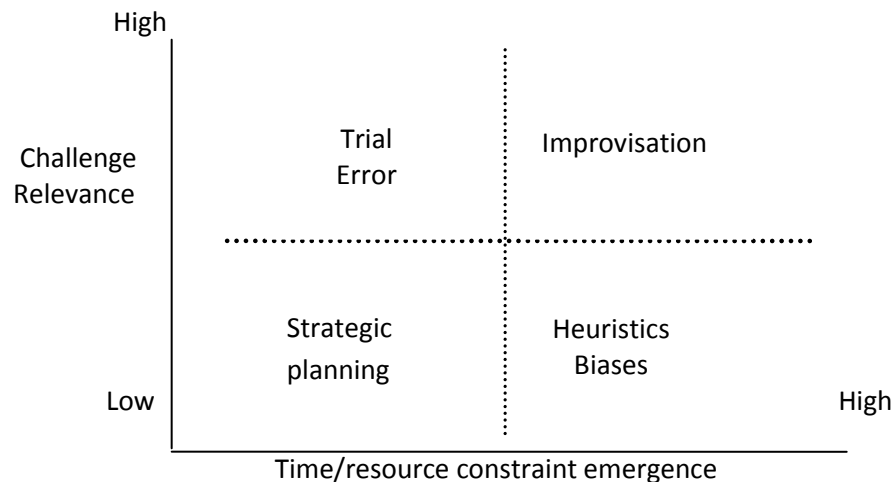 High
Trial
Error
Improvisation
Challenge
Relevance
Strategic
planning
Heuristics
Biases
Low
High
Time/resource constraint emergence